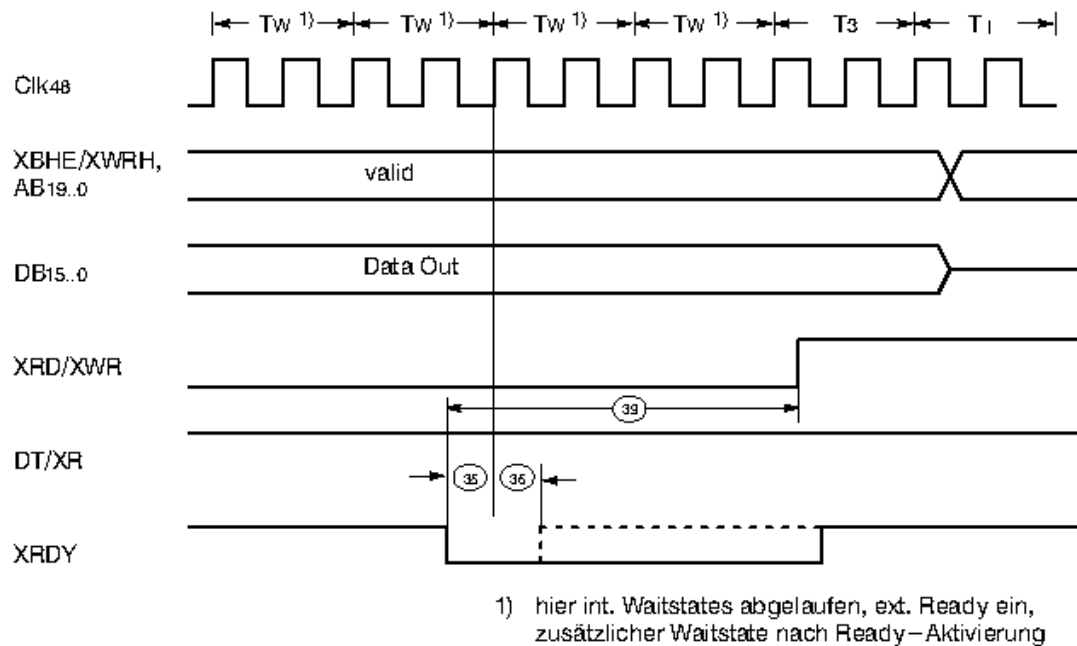 Tw 1) Tw 1) Tw 1) Tw 1) T3 T1
Clk48
XBHE/XWRH,
AB19..0
valid
DB15..0
Data Out
XRD/XWR
39
DT/XR
35 36
XRDY
1) hier int. Waitstates abgelaufen, ext. Ready ein,
zusätzlicher Waitstate nach Ready–Aktivierung